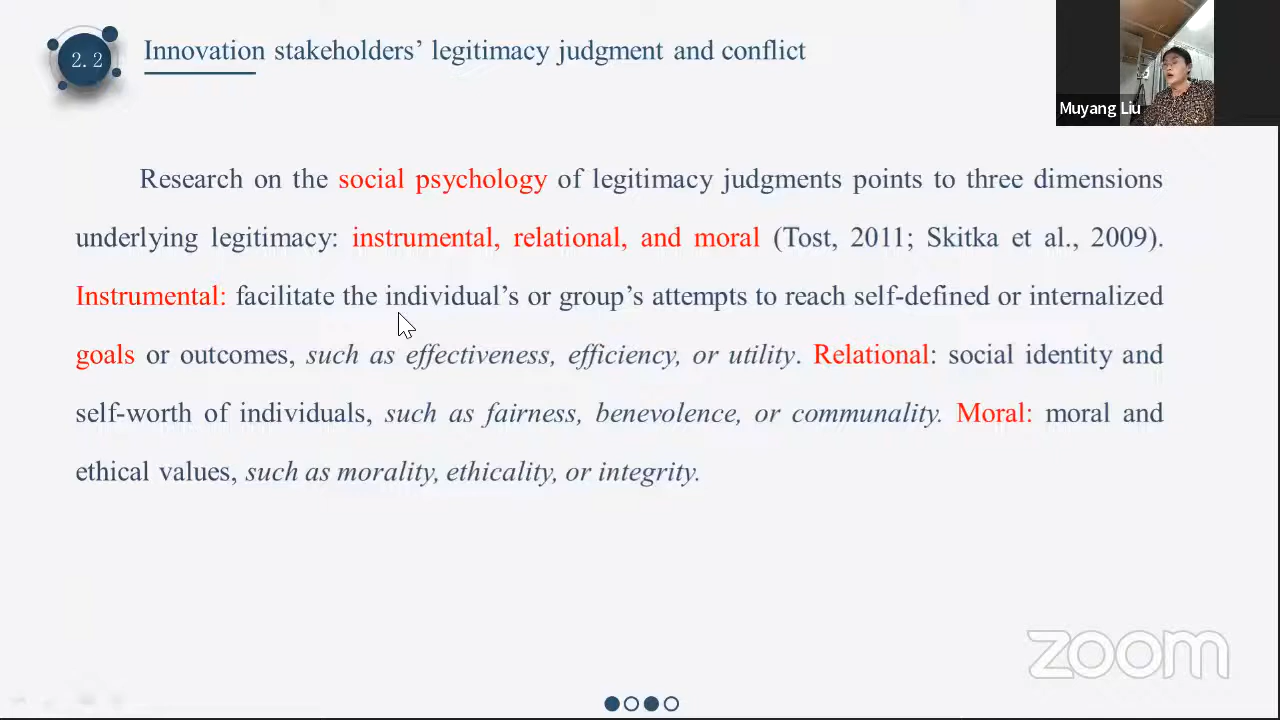 2.2
Innovation stakeholders’ legitimacy judgment and conflict
Muyang Liu
Research on the social psychology of legitimacy judgments points to three dimensions
underlying legitimacy: instrumental, relational, and moral (Tost, 2011; Skitka et al., 2009).
Instrumental: facilitate the individual’s or group’s attempts to reach self-defined or internalized
goals or outcomes, such as effectiveness, efficiency, or utility. Relational: social identity and
self-worth of individuals, such as fairness, benevolence, or communality. Moral: moral and
ethical values, such as morality, ethicality, or integrity.
zoom